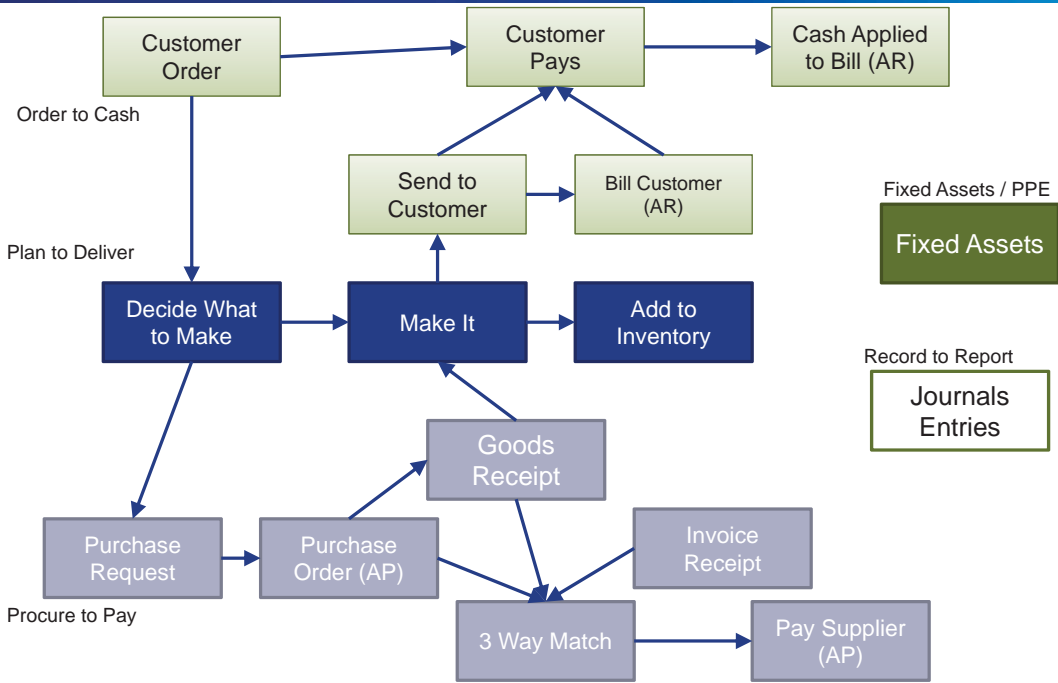 Customer
Order
Customer
Pays
Cash Applied
to Bill (AR)
Order to Cash
Send to
Customer
Bill Customer
(AR)
Fixed Assets / PPE
Fixed Assets
Plan to Deliver
Decide What
to Make
Make It
Add to
Inventory
Record to Report
Journals
Entries
Goods
Receipt
Purchase
Request
Purchase
Order (AP)
Invoice
Receipt
Procure to Pay
3 Way Match
Pay Supplier
(AP)